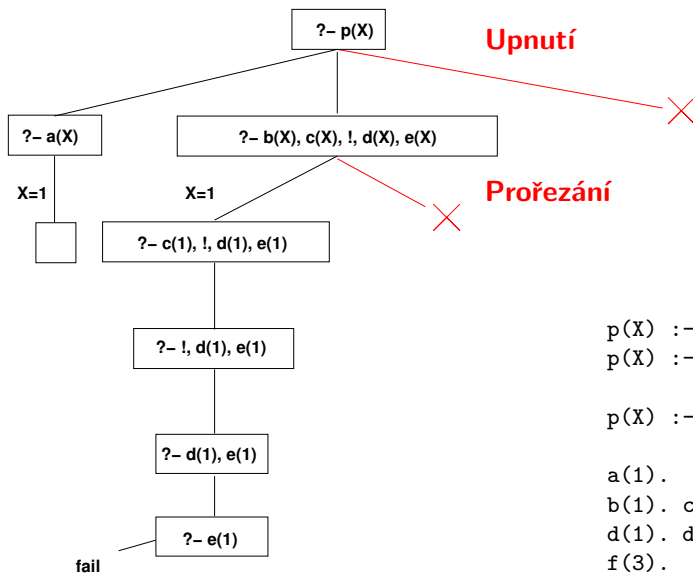 ?– p(X)
Upnutí
?– a(X)
?– b(X), c(X), !, d(X), e(X)
X=1
X=1
Prořezání
?– c(1), !, d(1), e(1)
?– !, d(1), e(1)
p(X) :–
p(X) :–
?– d(1), e(1)
p(X) :–
a(1).
b(1). c
?– e(1)
d(1). d
fail
f(3).